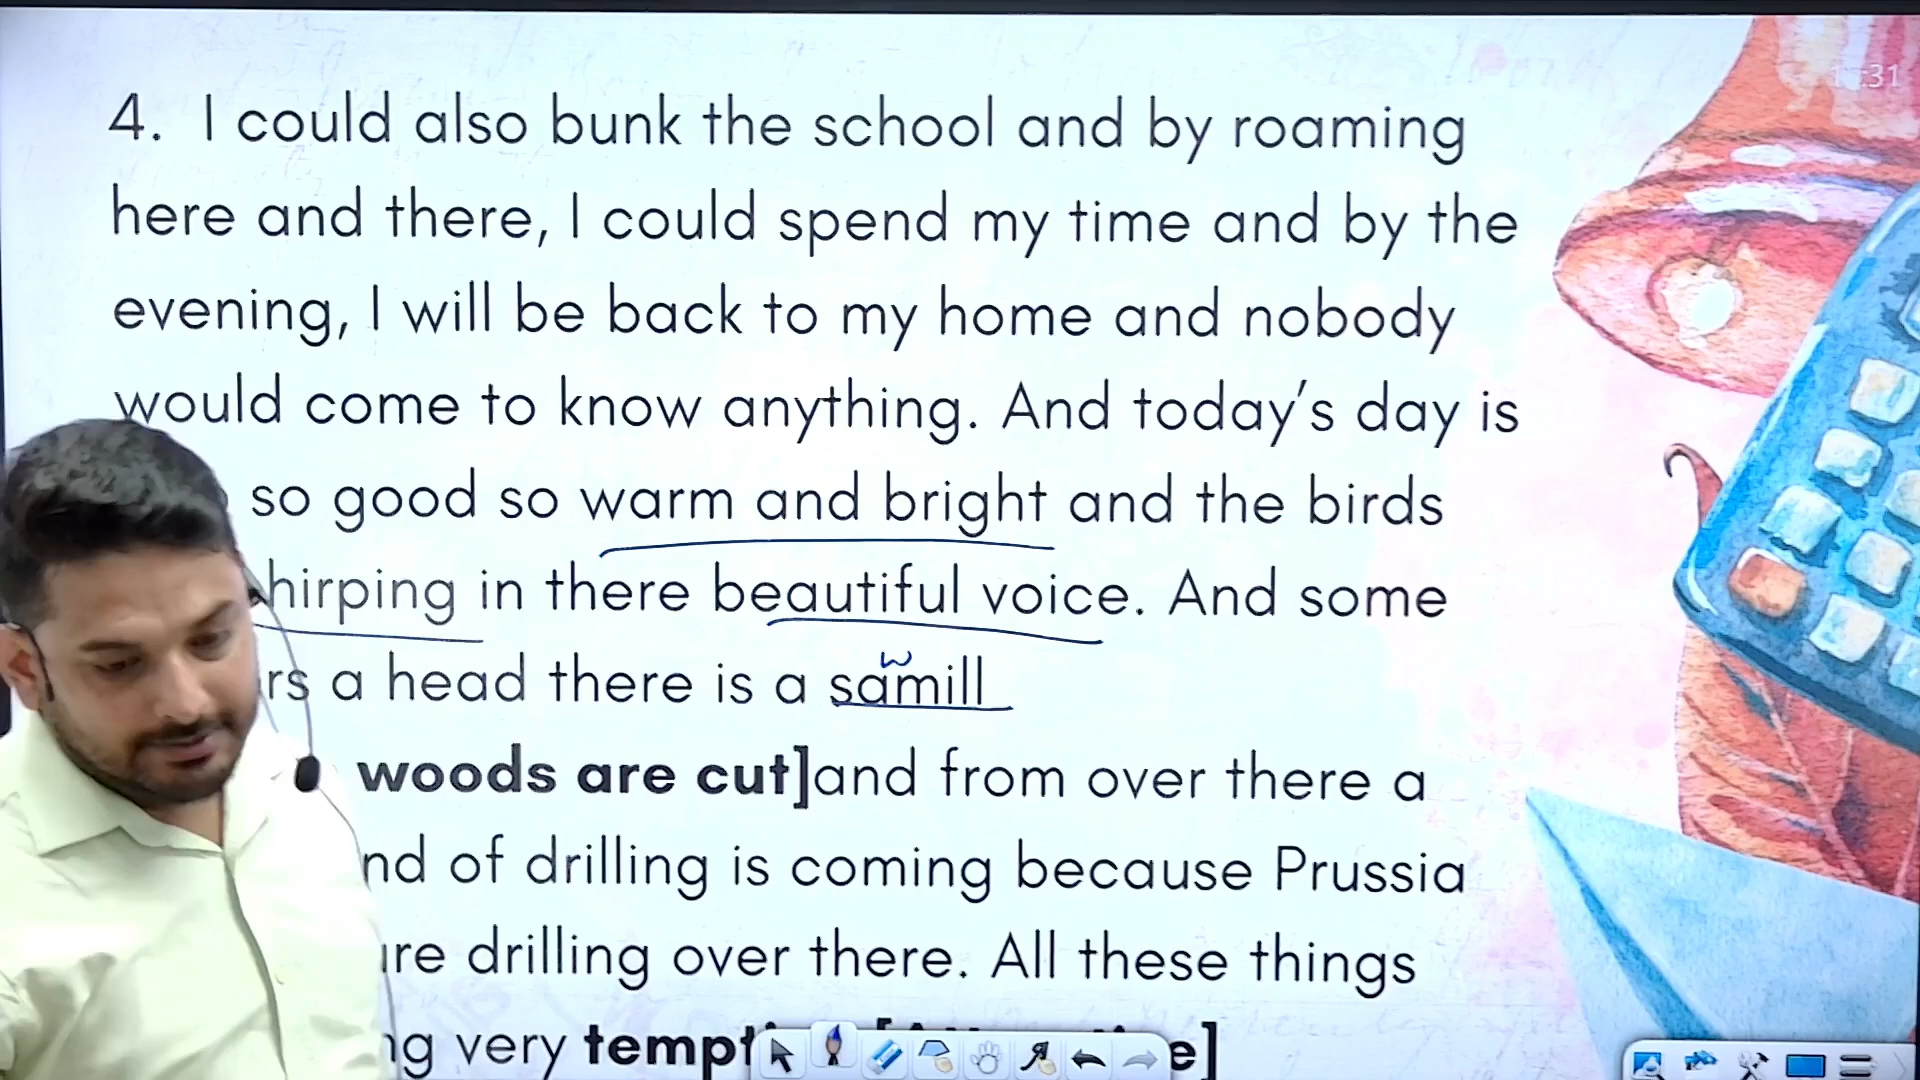 4. I could also bunk the school and by roaming
here and there, I could spend my time and by the
evening, I will be back to my home and nobody
would come to know anything. And today's day is
so good so warm and bright and the birds
hirping in there beautiful voice. And some
rs a head there is a samill
w
woods are cut]and from over there a
nd of drilling is coming because Prussia
re drilling over there. All these things
ng very